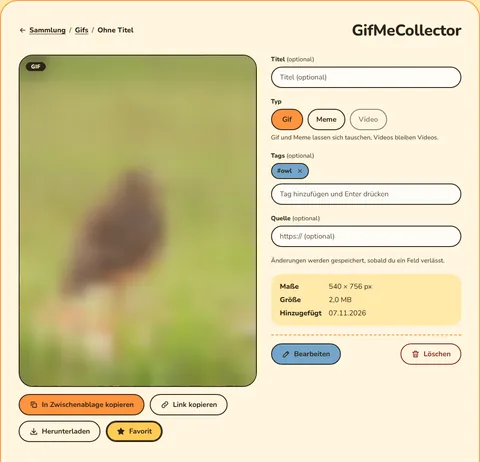 ← Sammlung / Gifs / Ohne Titel
GifMeCollector
GIF
Titel (optional)
Titel (optional)
Typ
Gif Meme Video
Gif und Meme lassen sich tauschen, Videos bleiben Videos.
Tags (optional)
#owl ×
Tag hinzufügen und Enter drücken
Quelle (optional)
https:// (optional)
Änderungen werden gespeichert, sobald du ein Feld verlässt.
Maße 540 × 756 px
Größe 2,0 MB
Hinzugefügt 07.11.2026
Bearbeiten Löschen
In Zwischenablage kopieren Link kopieren
Herunterladen Favorit